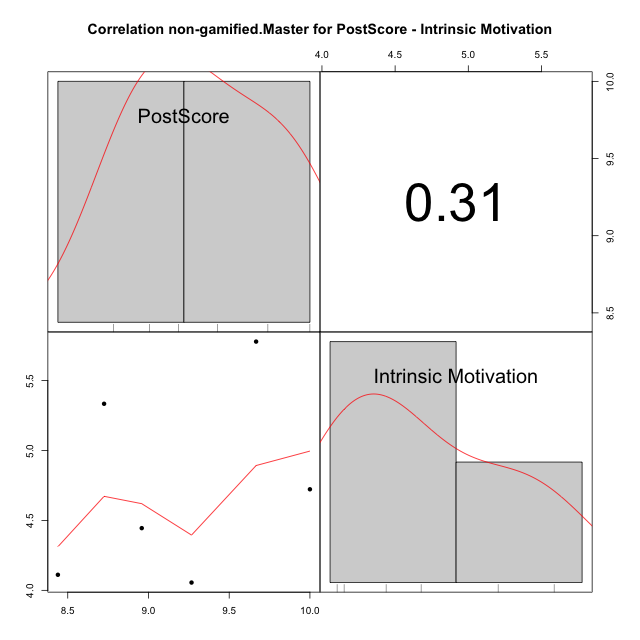 Correlation non-gamified.Master for PostScore - Intrinsic Motivation
4.0 4.5 5.0 5.5
PostScore
0.31
10.0
9.5
9.0
8.5
Intrinsic Motivation
5.5
5.0
4.5
4.0
8.5 9.0 9.5 10.0